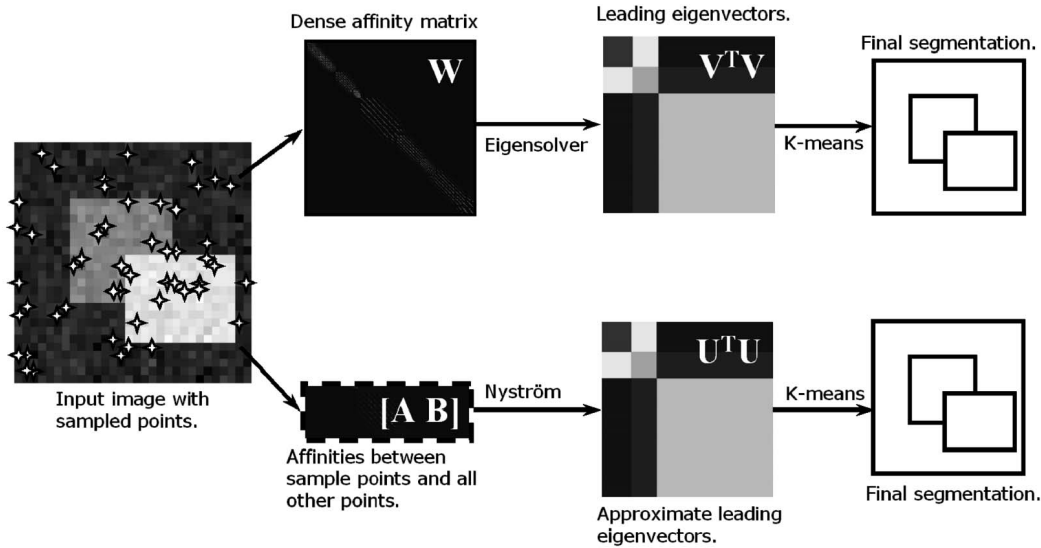 Dense affinity matrix
W
Eigensolver
Leading eigenvectors.
VᵀV
K-means
Final segmentation.
Input image with
sampled points.
[A B]
Affinities between
sample points and all
other points.
Nyström
UᵀU
Approximate leading
eigenvectors.
K-means
Final segmentation.